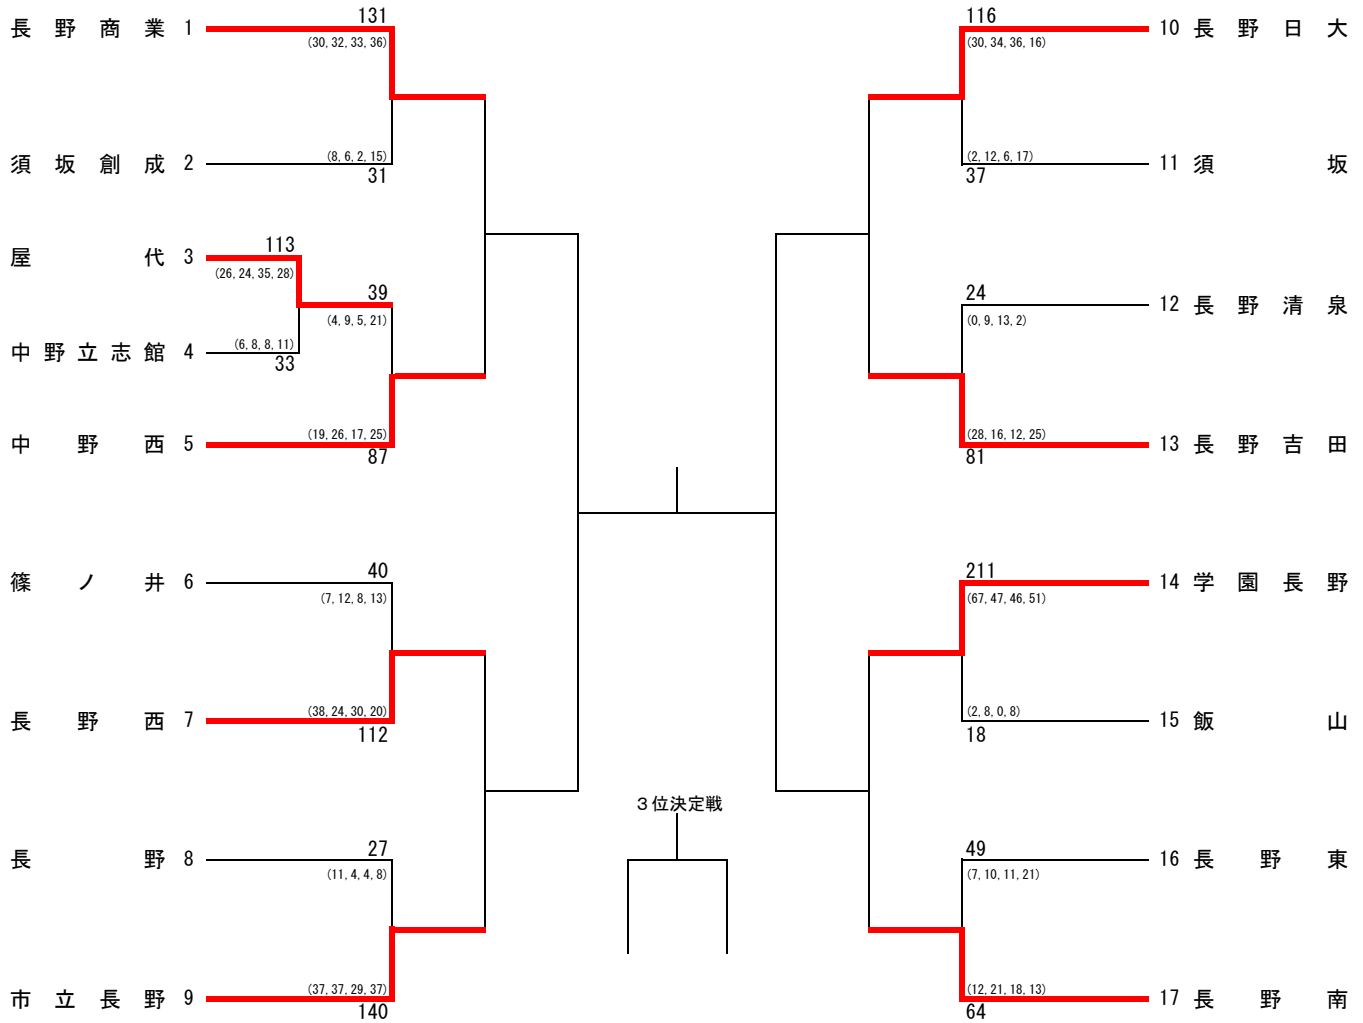 131
長野商業 1
(30, 32, 33, 36)
須坂創成 2
(8, 6, 2, 15)
31
113
屋代 3
(26, 24, 35, 28)
39
(4, 9, 5, 21)
中野立志館 4
(6, 8, 8, 11)
33
中野西 5
(19, 26, 17, 25)
87
40
篠ノ井 6
(7, 12, 8, 13)
長野西 7
(38, 24, 30, 20)
112
27
長野 8
(11, 4, 4, 8)
市立長野 9
(37, 37, 29, 37)
140
3位決定戦
116
10 長野日大
(30, 34, 36, 16)
11 須坂
(2, 12, 6, 17)
37
24
12 長野清泉
(0, 9, 13, 2)
13 長野吉田
(28, 16, 12, 25)
81
211
14 学園長野
(67, 47, 46, 51)
15 飯山
(2, 8, 0, 8)
18
49
16 長野東
(7, 10, 11, 21)
17 長野南
(12, 21, 18, 13)
64